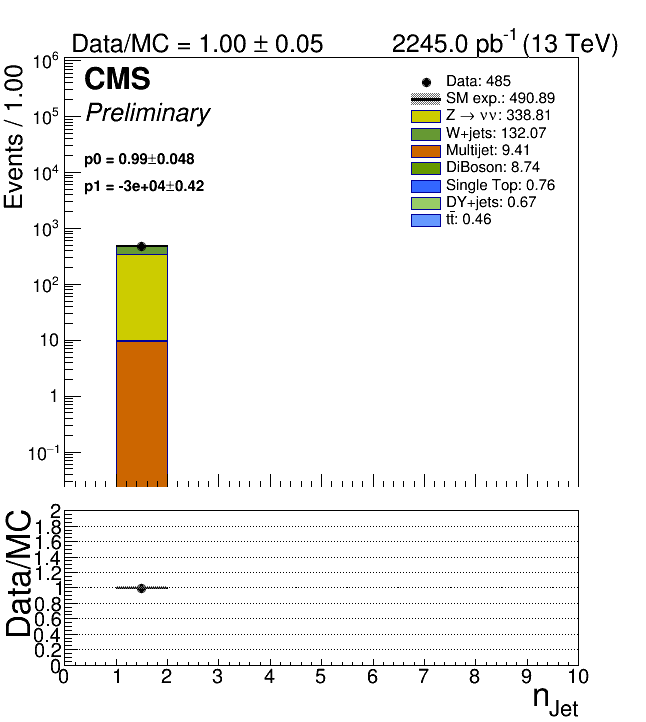 Data/MC = 1.00 ± 0.05 2245.0 pb⁻¹ (13 TeV)
Events / 1.00
10⁶
10⁵
10⁴
10³
10²
10
1
10⁻¹
CMS
Preliminary
p0 = 0.99±0.048
p1 = -3e+04±0.42
Data: 485
SM exp.: 490.89
Z → νν: 338.81
W+jets: 132.07
Multijet: 9.41
DiBoson: 8.74
Single Top: 0.76
DY+jets: 0.67
tt̄: 0.46
Data/MC
2
1.8
1.6
1.4
1.2
1
0.8
0.6
0.4
0.2
0
0 1 2 3 4 5 6 7 8 9 10
n_Jet